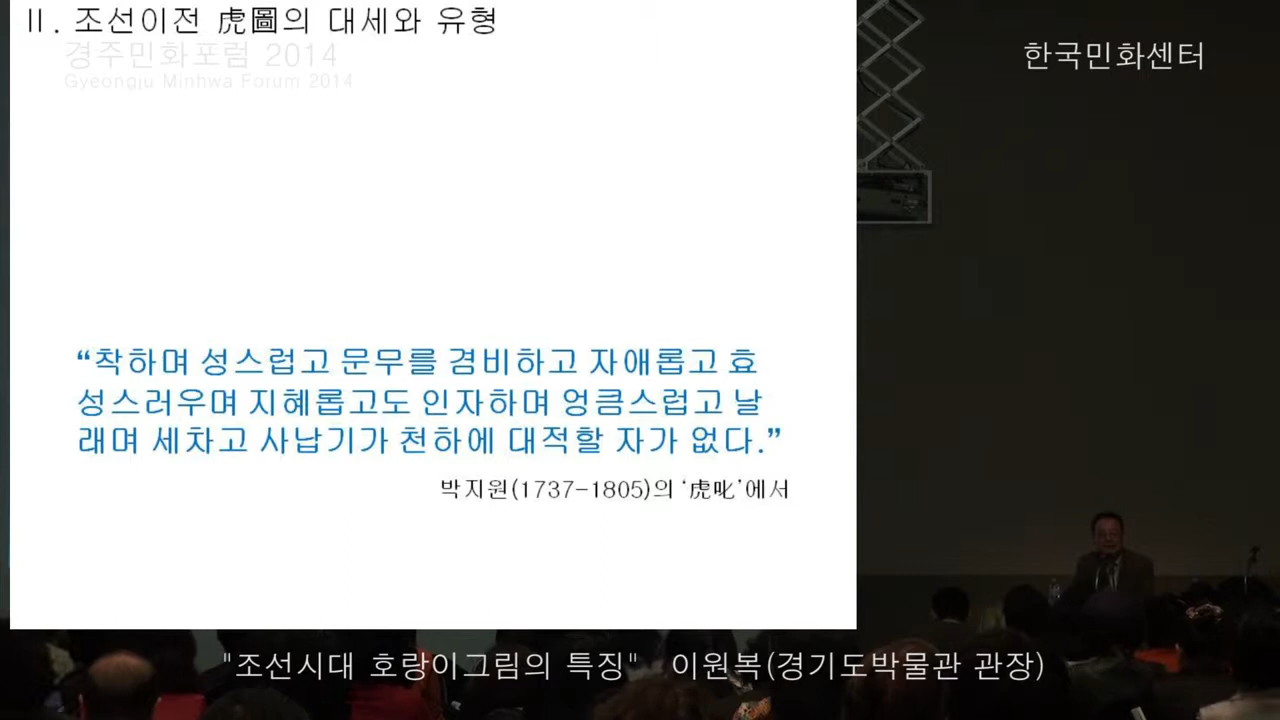 II. 조선이전 虎圖의 대세와 유형
경주민화포럼 2014
Gyeongju Minhwa Forum 2014
한국민화센터
“착하며 성스럽고 문무를 겸비하고 자애롭고 효
성스러우며 지혜롭고도 인자하며 엉큼스럽고 날
래며 세차고 사납기가 천하에 대적할 자가 없다.”
박지원(1737-1805)의 ‘虎叱’에서
"조선시대 호랑이그림의 특징" 이원복(경기도박물관 관장)